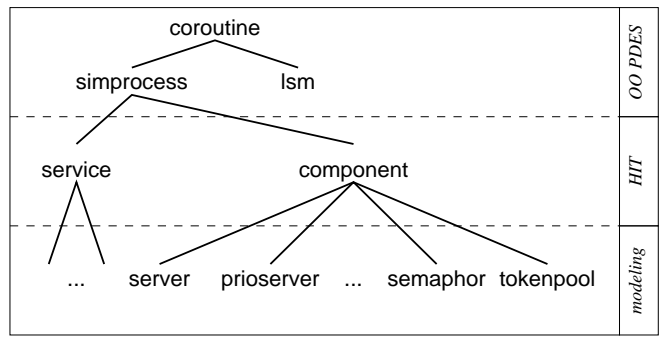 coroutine
simprocess lsm
OO PDES
service component
HIT
... server prioserver ... semaphor tokenpool
modeling